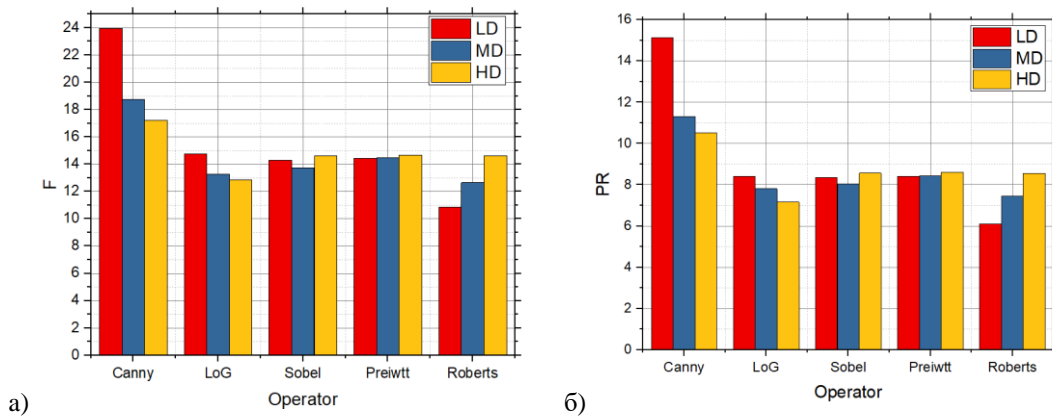 24
22
20
18
16
14
12
10
8
6
4
2
0
F
LD
MD
HD
Canny LoG Sobel Preiwtt Roberts
Operator
а)
16
14
12
10
8
6
4
2
0
PR
LD
MD
HD
Canny LoG Sobel Preiwtt Roberts
Operator
б)